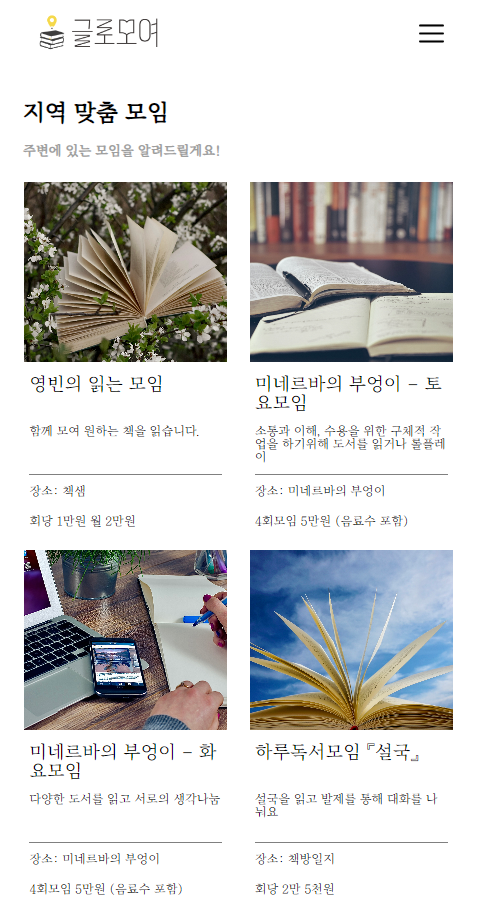 글로모여
지역 맞춤 모임
주변에 있는 모임을 알려드릴게요!
영빈의 읽는 모임
함께 모여 원하는 책을 읽습니다.
장소: 책샘
회당 1만원 월 2만원
미네르바의 부엉이 - 토
요모임
소통과 이해, 수용을 위한 구체적 작
업을 하기위해 도서를 읽거나 롤플레
이
장소: 미네르바의 부엉이
4회모임 5만원 (음료수 포함)
미네르바의 부엉이 - 화
요모임
다양한 도서를 읽고 서로의 생각나눔
장소: 미네르바의 부엉이
4회모임 5만원 (음료수 포함)
하루독서모임 『설국』
설국을 읽고 발제를 통해 대화를 나
눠요
장소: 책방일지
회당 2만 5천원